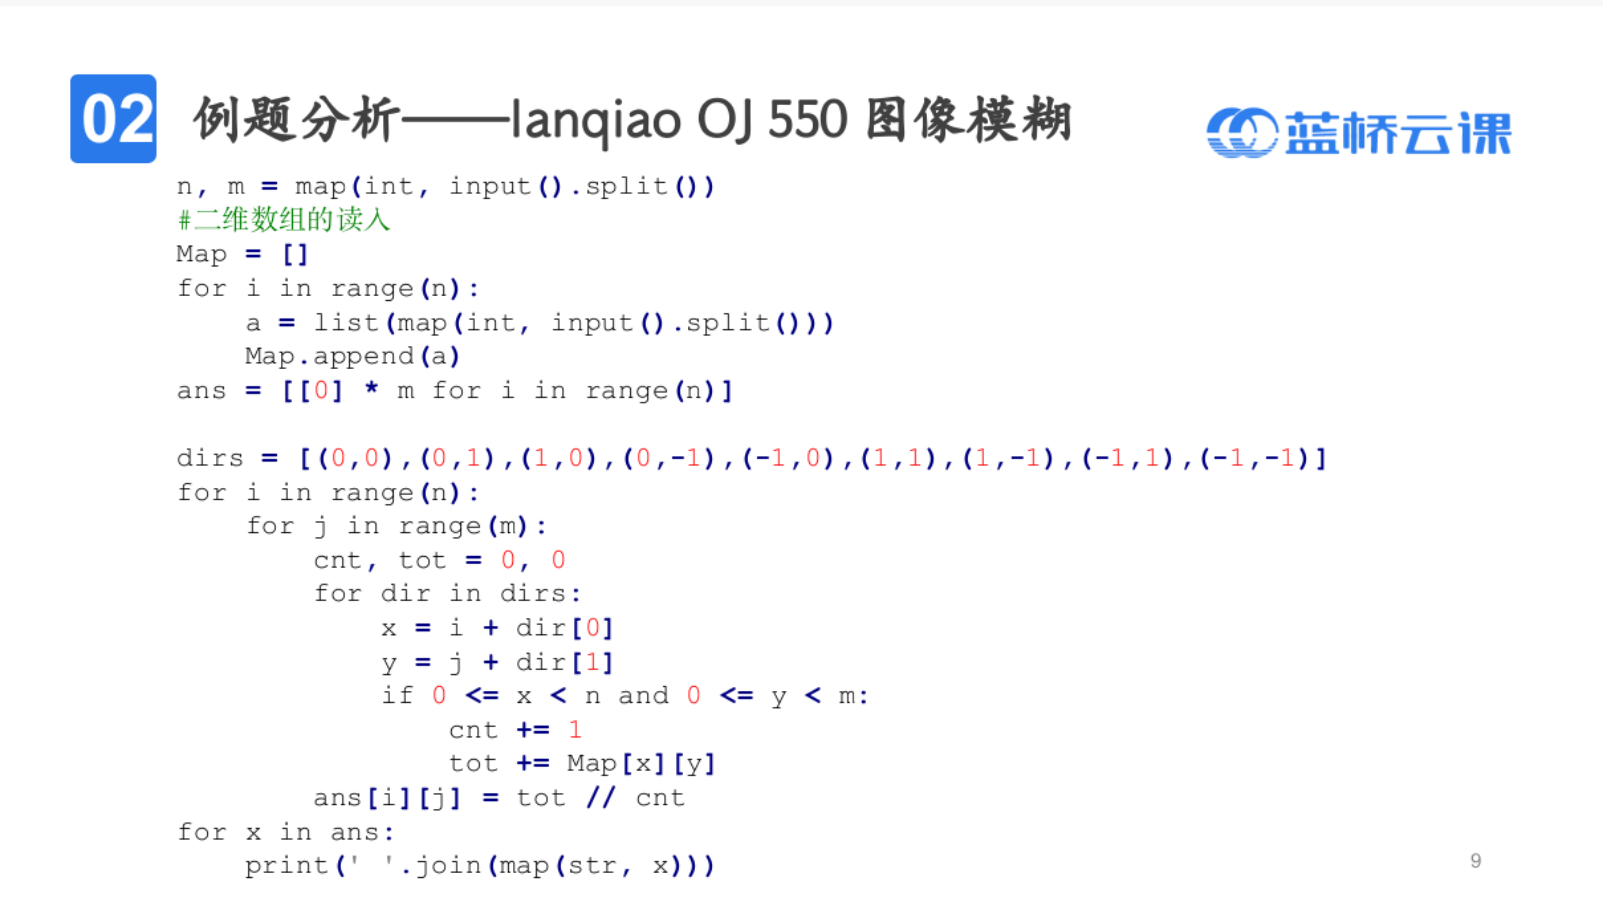 02 例题分析——lanqiao OJ 550 图像模糊
蓝桥云课
n, m = map(int, input().split())
#二维数组的读入
Map = []
for i in range(n):
    a = list(map(int, input().split()))
    Map.append(a)
ans = [[0] * m for i in range(n)]
dirs = [(0,0),(0,1),(1,0),(0,-1),(-1,0),(1,1),(1,-1),(-1,1),(-1,-1)]
for i in range(n):
    for j in range(m):
        cnt, tot = 0, 0
        for dir in dirs:
            x = i + dir[0]
            y = j + dir[1]
            if 0 <= x < n and 0 <= y < m:
                cnt += 1
                tot += Map[x][y]
        ans[i][j] = tot // cnt
for x in ans:
    print(' '.join(map(str, x)))
9